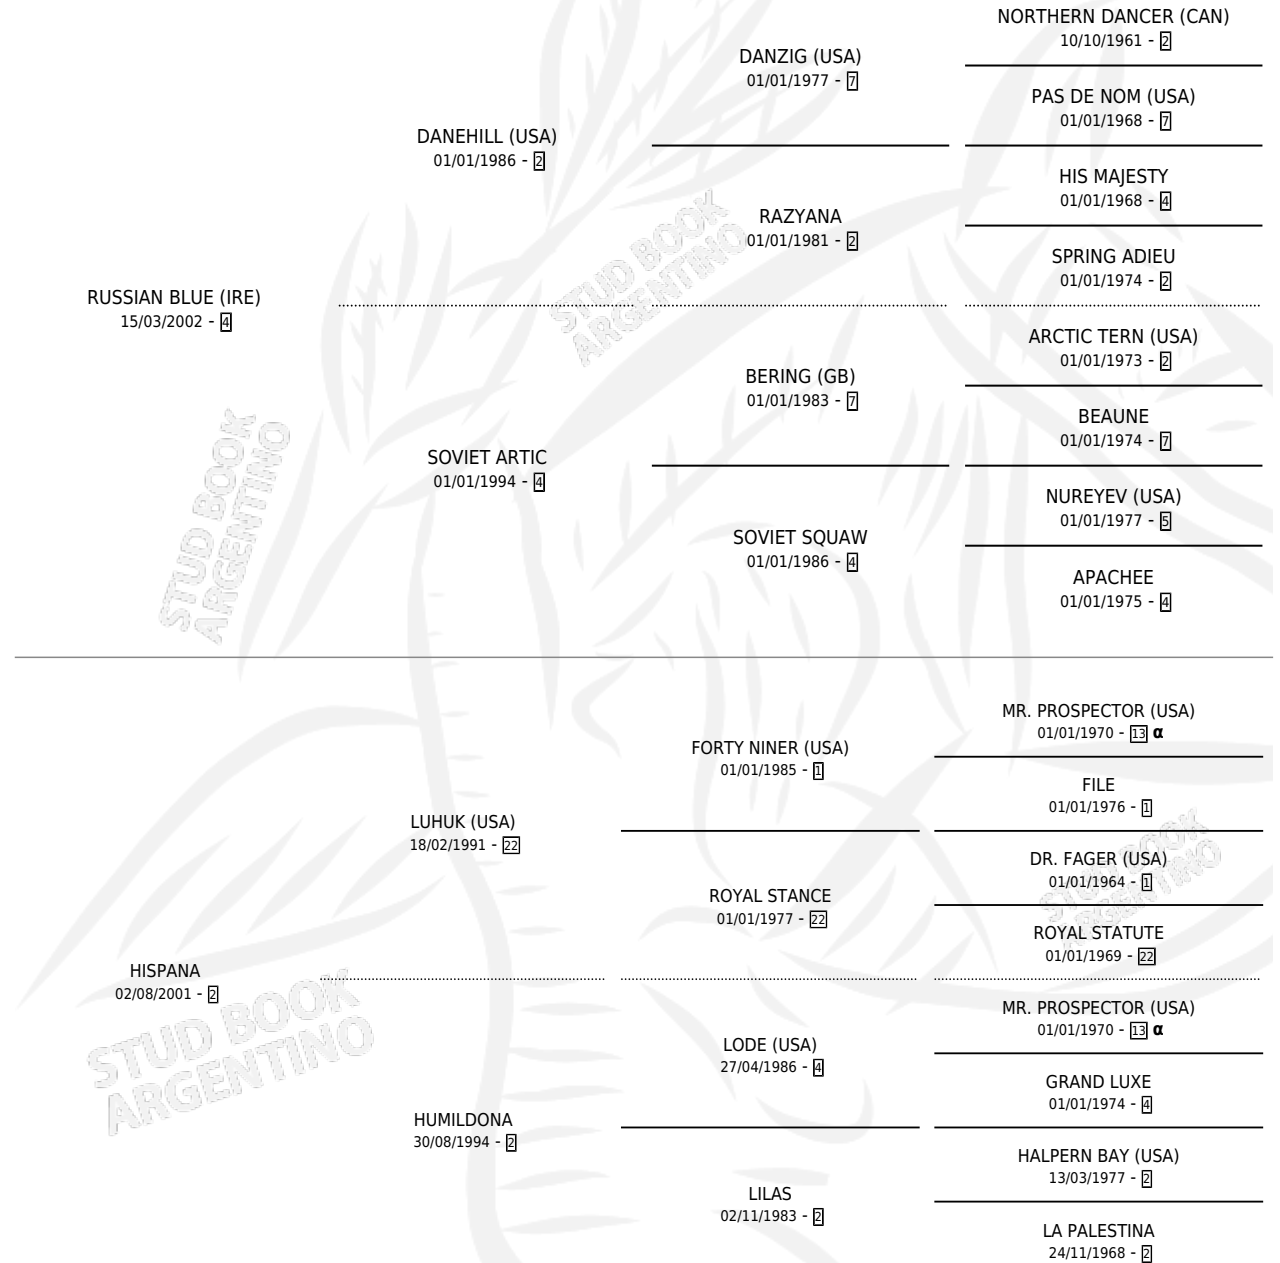 NORTHERN DANCER (CAN)
10/10/1961 - 2
DANZIG (USA)
01/01/1977 - 7
PAS DE NOM (USA)
01/01/1968 - 7
DANEHILL (USA)
01/01/1986 - 2
HIS MAJESTY
01/01/1968 - 4
RAZYANA
01/01/1981 - 2
SPRING ADIEU
01/01/1974 - 2
RUSSIAN BLUE (IRE)
15/03/2002 - 4
ARCTIC TERN (USA)
01/01/1973 - 2
BERING (GB)
01/01/1983 - 7
BEAUNE
01/01/1974 - 7
SOVIET ARTIC
01/01/1994 - 4
NUREYEV (USA)
01/01/1977 - 5
SOVIET SQUAW
01/01/1986 - 4
APACHEE
01/01/1975 - 4
STUD BOOK
ARGENTINO
STUD BOOK
ARGENTINO
MR. PROSPECTOR (USA)
01/01/1970 - 13 α
FORTY NINER (USA)
01/01/1985 - 1
FILE
01/01/1976 - 1
LUHUK (USA)
18/02/1991 - 22
DR. FAGER (USA)
01/01/1964 - 1
ROYAL STANCE
01/01/1977 - 22
ROYAL STATUTE
01/01/1969 - 22
STUD BOOK
ARGENTINO
HISPANA
02/08/2001 - 2
MR. PROSPECTOR (USA)
01/01/1970 - 13 α
LODE (USA)
27/04/1986 - 4
GRAND LUXE
01/01/1974 - 4
HUMILDONA
30/08/1994 - 2
HALPERN BAY (USA)
13/03/1977 - 2
LILAS
02/11/1983 - 2
LA PALESTINA
24/11/1968 - 2
STUD BOOK
ARGENTINO